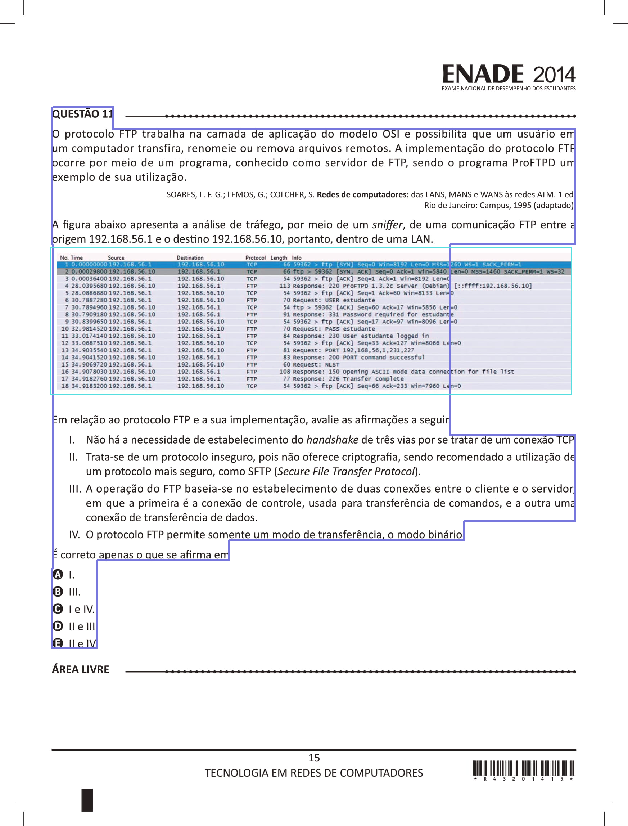 ENADE 2014
EXAME NACIONAL DE DESEMPENHO DOS ESTUDANTES
QUESTÃO 11
O protocolo FTP trabalha na camada de aplicação do modelo OSI e possibilita que um usuário em
um computador transfira, renomeie ou remova arquivos remotos. A implementação do protocolo FTP
ocorre por meio de um programa, conhecido como servidor de FTP, sendo o programa ProFTPD um
exemplo de sua utilização.
SOARES, L. F. G.; LEMOS, G.; COLCHER, S. Redes de computadores: das LANS, MANS e WANS às redes ATM. 1 ed.
Rio de Janeiro: Campus, 1995 (adaptado)
A figura abaixo apresenta a análise de tráfego, por meio de um sniffer, de uma comunicação FTP entre a
origem 192.168.56.1 e o destino 192.168.56.10, portanto, dentro de uma LAN.
No. Time Source Destination Protocol Length Info
1 0.00000000 192.168.56.1 192.168.56.10 TCP 66 59362 > ftp [SYN] Seq=0 Win=8192 Len=0 MSS=1260 WS=1 SACK_PERM=1
2 0.00029800 192.168.56.10 192.168.56.1 TCP 66 ftp > 59362 [SYN, ACK] Seq=0 Ack=1 Win=5840 Len=0 MSS=1460 SACK_PERM=1 WS=32
3 0.00036400 192.168.56.1 192.168.56.10 TCP 54 59362 > ftp [ACK] Seq=1 Ack=1 Win=8192 Len=0
4 28.0395680 192.168.56.10 192.168.56.1 FTP 113 Response: 220 ProFTPD 1.3.2e Server (Debian) [::ffff:192.168.56.10]
5 28.0886880 192.168.56.1 192.168.56.10 TCP 54 59362 > ftp [ACK] Seq=1 Ack=60 Win=8133 Len=0
6 30.7887280 192.168.56.1 192.168.56.10 FTP 70 Request: USER estudante
7 30.7894960 192.168.56.10 192.168.56.1 TCP 54 ftp > 59362 [ACK] Seq=60 Ack=17 Win=5856 Len=0
8 30.7909180 192.168.56.10 192.168.56.1 FTP 91 Response: 331 Password required for estudante
9 30.8399650 192.168.56.1 192.168.56.10 TCP 54 59362 > ftp [ACK] Seq=17 Ack=97 Win=8096 Len=0
10 32.9814520 192.168.56.1 192.168.56.10 FTP 70 Request: PASS estudante
11 33.0174140 192.168.56.10 192.168.56.1 FTP 84 Response: 230 User estudante logged in
12 33.0687510 192.168.56.1 192.168.56.10 TCP 54 59362 > ftp [ACK] Seq=33 Ack=127 Win=8066 Len=0
13 34.9035560 192.168.56.1 192.168.56.10 FTP 81 Request: PORT 192,168,56,1,231,227
14 34.9041520 192.168.56.10 192.168.56.1 FTP 83 Response: 200 PORT command successful
15 34.9069720 192.168.56.1 192.168.56.10 FTP 60 Request: NLST
16 34.9078030 192.168.56.10 192.168.56.1 FTP 108 Response: 150 Opening ASCII mode data connection for file list
17 34.9182760 192.168.56.10 192.168.56.1 FTP 77 Response: 226 Transfer complete
18 34.9183200 192.168.56.1 192.168.56.10 TCP 54 59362 > ftp [ACK] Seq=66 Ack=233 Win=7960 Len=0
Em relação ao protocolo FTP e a sua implementação, avalie as afirmações a seguir.
I. Não há a necessidade de estabelecimento do handshake de três vias por se tratar de um conexão TCP.
II. Trata-se de um protocolo inseguro, pois não oferece criptografia, sendo recomendado a utilização de
um protocolo mais seguro, como SFTP (Secure File Transfer Protocol).
III. A operação do FTP baseia-se no estabelecimento de duas conexões entre o cliente e o servidor,
em que a primeira é a conexão de controle, usada para transferência de comandos, e a outra uma
conexão de transferência de dados.
IV. O protocolo FTP permite somente um modo de transferência, o modo binário.
É correto apenas o que se afirma em
A I.
B III.
C I e IV.
D II e III.
E II e IV.
ÁREA LIVRE
15
TECNOLOGIA EM REDES DE COMPUTADORES
*R43201415*